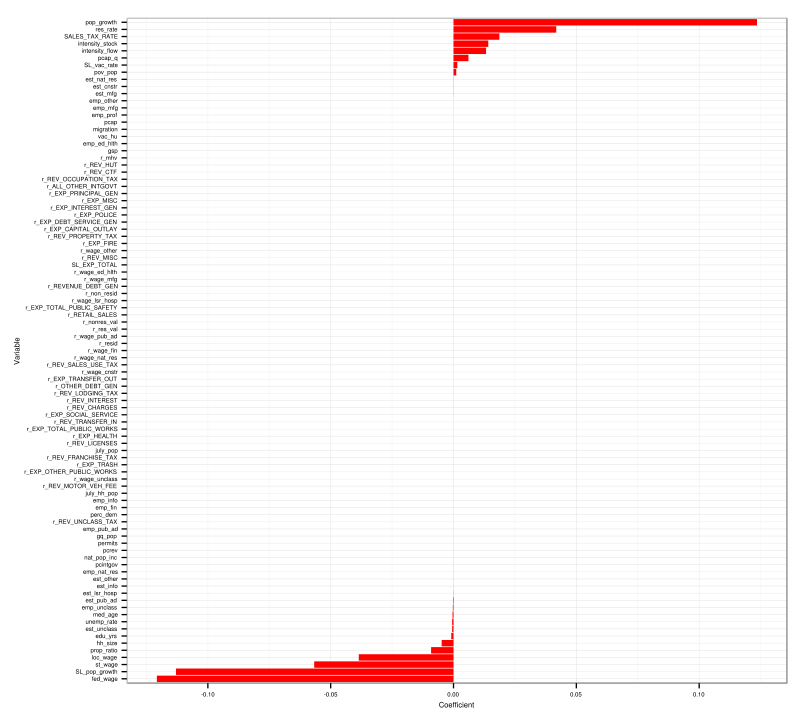 pop_growth
res_rate
SALES_TAX_RATE
intensity_stock
intensity_flow
pcap_q
SL_vac_rate
pov_pop
est_nat_res
est_cnstr
est_mfg
emp_other
emp_mfg
emp_prof
pcap
migration
vac_hu
emp_ed_hlth
gsp
r_mhv
r_REV_HUT
r_REV_CTF
r_REV_OCCUPATION_TAX
r_ALL_OTHER_INTGOVT
r_EXP_PRINCIPAL_GEN
r_EXP_MISC
r_EXP_INTEREST_GEN
r_EXP_POLICE
r_EXP_DEBT_SERVICE_GEN
r_EXP_CAPITAL_OUTLAY
r_REV_PROPERTY_TAX
r_EXP_FIRE
r_wage_other
r_REV_MISC
SL_EXP_TOTAL
r_wage_ed_hlth
r_wage_mfg
r_REVENUE_DEBT_GEN
r_non_resid
r_wage_lsr_hosp
r_EXP_TOTAL_PUBLIC_SAFETY
r_RETAIL_SALES
r_nonres_val
r_res_val
r_wage_pub_ad
r_resid
r_wage_fin
r_wage_nat_res
r_REV_SALES_USE_TAX
r_wage_cnstr
r_EXP_TRANSFER_OUT
r_OTHER_DEBT_GEN
r_REV_LODGING_TAX
r_REV_INTEREST
r_REV_CHARGES
r_EXP_SOCIAL_SERVICE
r_REV_TRANSFER_IN
r_EXP_TOTAL_PUBLIC_WORKS
r_EXP_HEALTH
r_REV_LICENSES
july_pop
r_REV_FRANCHISE_TAX
r_EXP_TRASH
r_EXP_OTHER_PUBLIC_WORKS
r_wage_unclass
r_REV_MOTOR_VEH_FEE
july_hh_pop
emp_info
emp_fin
perc_dem
r_REV_UNCLASS_TAX
emp_pub_ad
gq_pop
permits
pcrev
nat_pop_inc
pcintgov
emp_nat_res
est_other
est_info
est_lsr_hosp
est_pub_ad
emp_unclass
med_age
unemp_rate
est_unclass
edu_yrs
hh_size
prop_ratio
loc_wage
st_wage
SL_pop_growth
fed_wage
Variable
-0.10 -0.05 0.00 0.05 0.10
Coefficient